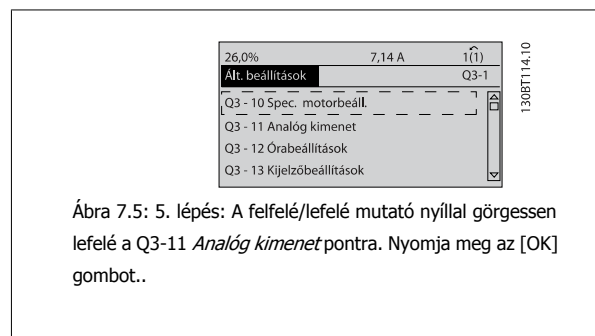 26,0% 7,14 A 1(1)
Ált. beállítások Q3-1
Q3 - 10 Spec. motorbeáll.
Q3 - 11 Analóg kimenet
Q3 - 12 Órabeállítások
Q3 - 13 Kijelzőbeállítások
130BT114.10
Ábra 7.5: 5. lépés: A felfelé/lefelé mutató nyíllal görgessen
lefelé a Q3-11 Analóg kimenet pontra. Nyomja meg az [OK]
gombot..